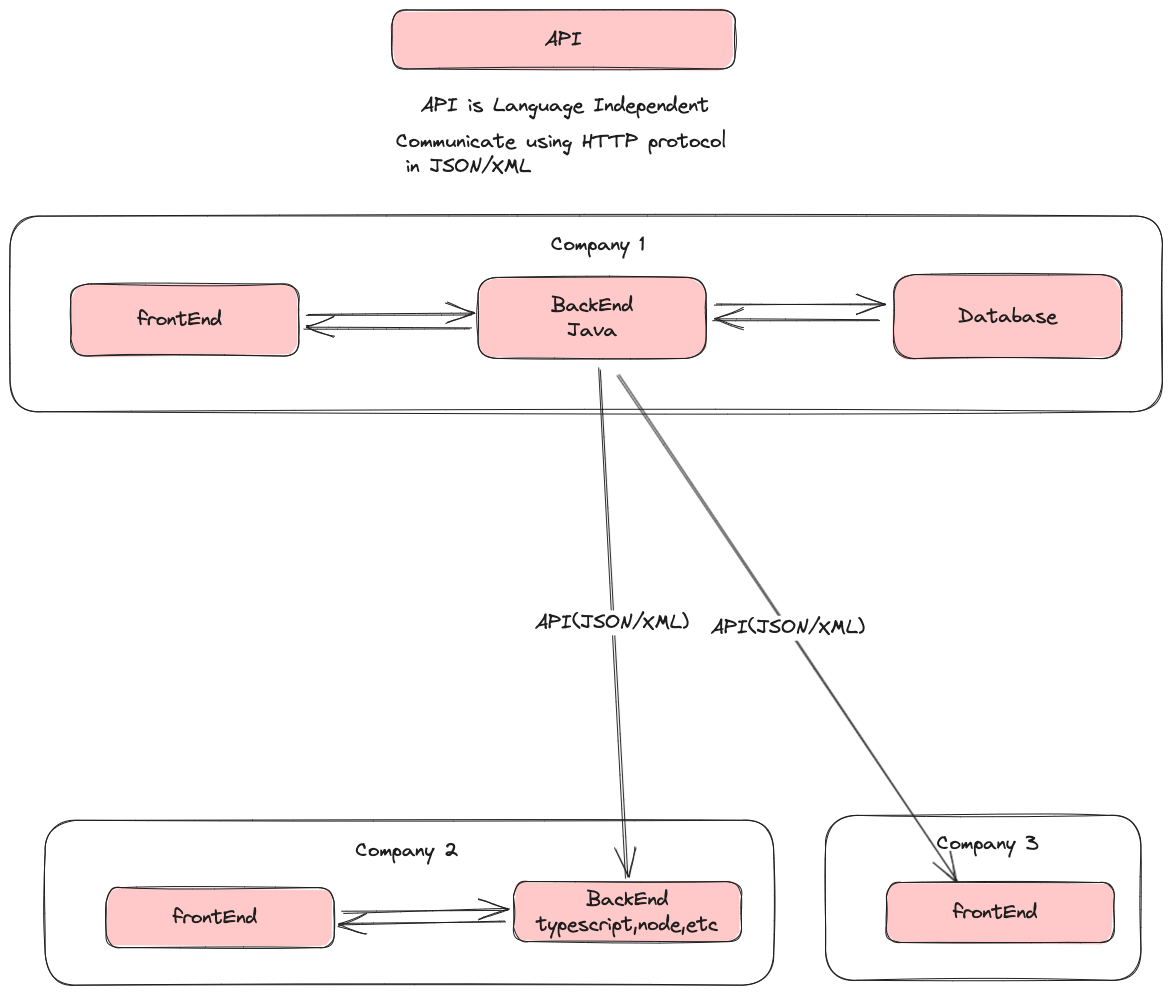 API
API is Language Independent
Communicate using HTTP protocol
in JSON/XML
Company 1
frontEnd
BackEnd
Java
Database
API(JSON/XML)
API(JSON/XML)
Company 2
frontEnd
BackEnd
typescript,node,etc
Company 3
frontEnd